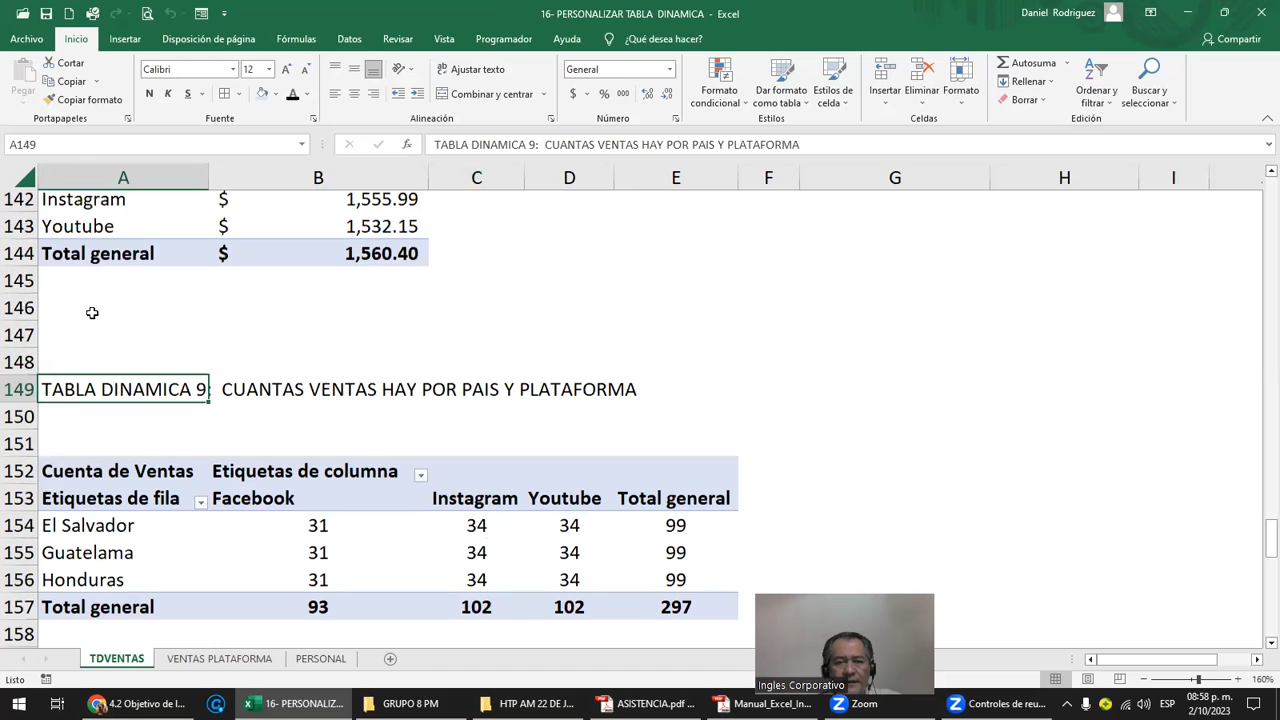 16- PERSONALIZAR TABLA  DINAMICA  -  Excel
Daniel Rodriguez
Archivo Inicio Insertar Disposición de página Fórmulas Datos Revisar Vista Programador Ayuda ¿Qué desea hacer? Compartir
Pegar
Cortar
Copiar
Copiar formato
Portapapeles
Calibri 12
N K S
Fuente
Ajustar texto
Combinar y centrar
Alineación
General
$ % 000
Número
Formato condicional
Dar formato como tabla
Estilos de celda
Estilos
Insertar Eliminar Formato
Celdas
Autosuma
Rellenar
Borrar
Ordenar y filtrar
Buscar y seleccionar
Edición
A149 fx TABLA DINAMICA 9:  CUANTAS VENTAS HAY POR PAIS Y PLATAFORMA
A B C D E F G H I
142 Instagram $ 1,555.99
143 Youtube $ 1,532.15
144 Total general $ 1,560.40
145
146
147
148
149 TABLA DINAMICA 9:  CUANTAS VENTAS HAY POR PAIS Y PLATAFORMA
150
151
152 Cuenta de Ventas Etiquetas de columna
153 Etiquetas de fila Facebook Instagram Youtube Total general
154 El Salvador 31 34 34 99
155 Guatelama 31 34 34 99
156 Honduras 31 34 34 99
157 Total general 93 102 102 297
158
Ingles Corporativo
TDVENTAS VENTAS PLATAFORMA PERSONAL
Listo 160%
4.2 Objetivo de l... 16- PERSONALIZ... GRUPO 8 PM HTP AM 22 DE J... ASISTENCIA.pdf ... Manual_Excel_In... Zoom Controles de reu... ESP 08:58 p. m.
2/10/2023